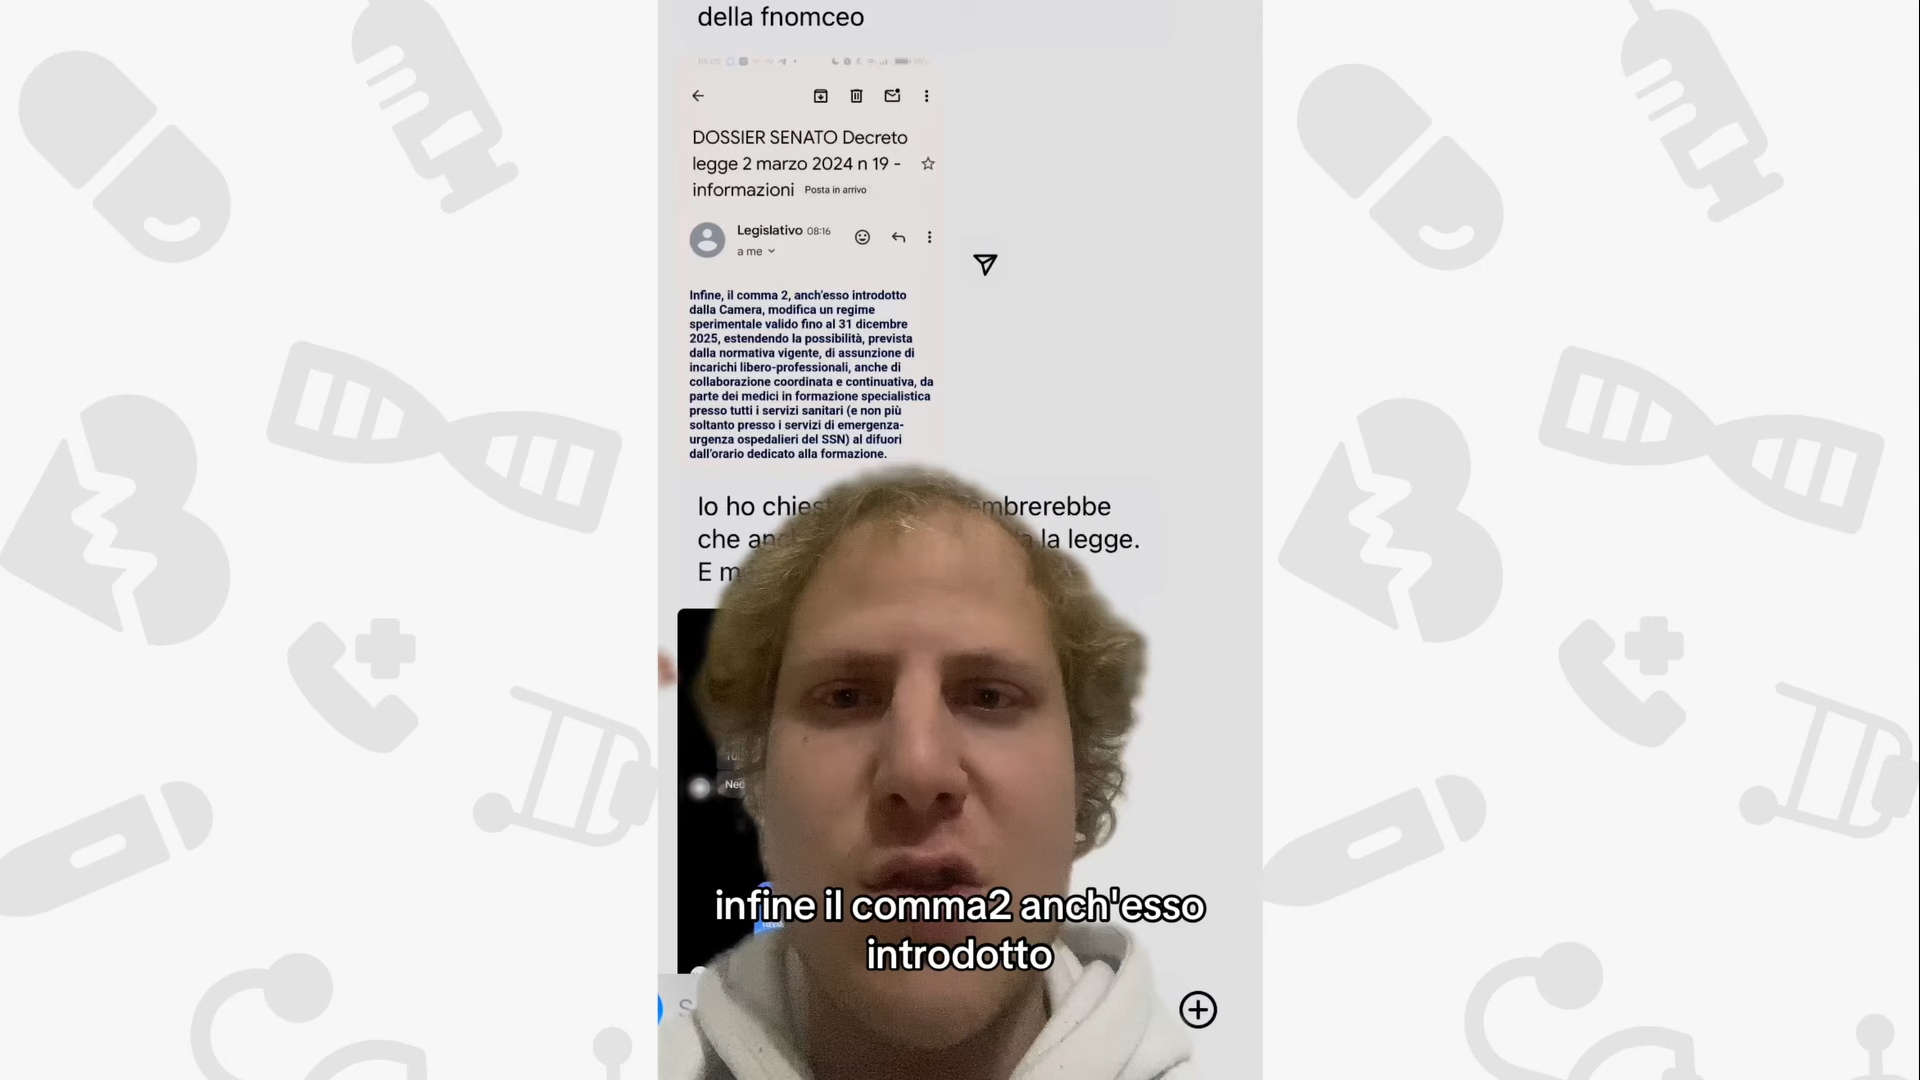 della fnomceo
DOSSIER SENATO Decreto
legge 2 marzo 2024 n 19 -
informazioni Posta in arrivo
Legislativo 08:16
a me
Infine, il comma 2, anch'esso introdotto
dalla Camera, modifica un regime
sperimentale valido fino al 31 dicembre
2025, estendendo la possibilità, prevista
dalla normativa vigente, di assunzione di
incarichi libero-professionali, anche di
collaborazione coordinata e continuativa, da
parte dei medici in formazione specialistica
presso tutti i servizi sanitari (e non più
soltanto presso i servizi di emergenza-
urgenza ospedalieri del SSN) al difuori
dall'orario dedicato alla formazione.
Io ho
che la legge.
E
infine il comma2 anch'esso
introdotto